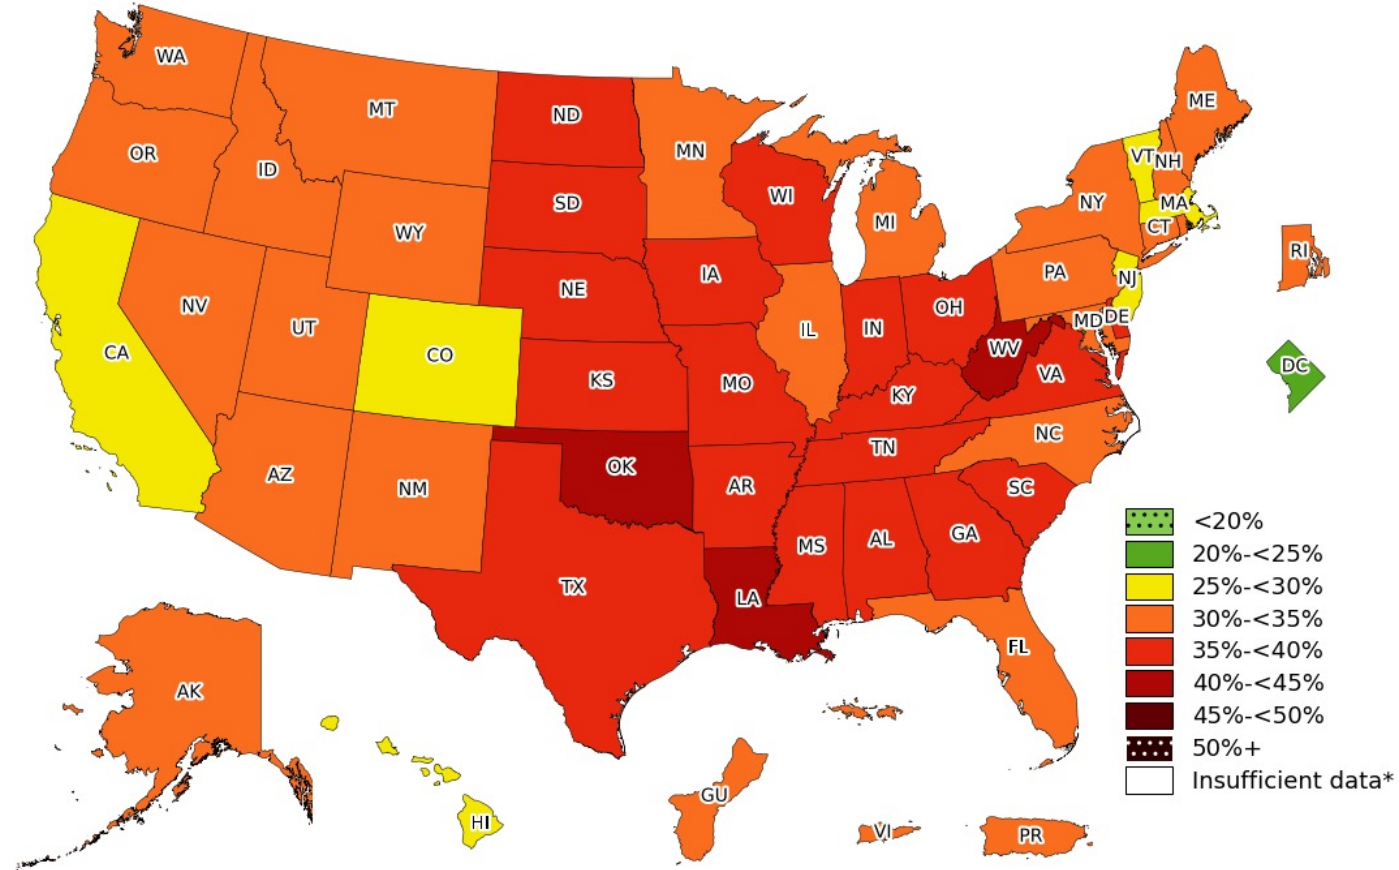 WA
MT
ND
MN
ME
OR
ID
SD
WI
MI
NY
VT
NH
MA
CT
RI
WY
NE
IA
PA
NJ
NV
UT
CO
KS
MO
IL
IN
OH
MD
DE
WV
VA
DC
CA
KY
AZ
NM
OK
AR
TN
NC
SC
TX
LA
MS
AL
GA
FL
AK
HI
GU
VI
PR
<20%
20%-<25%
25%-<30%
30%-<35%
35%-<40%
40%-<45%
45%-<50%
50%+
Insufficient data*